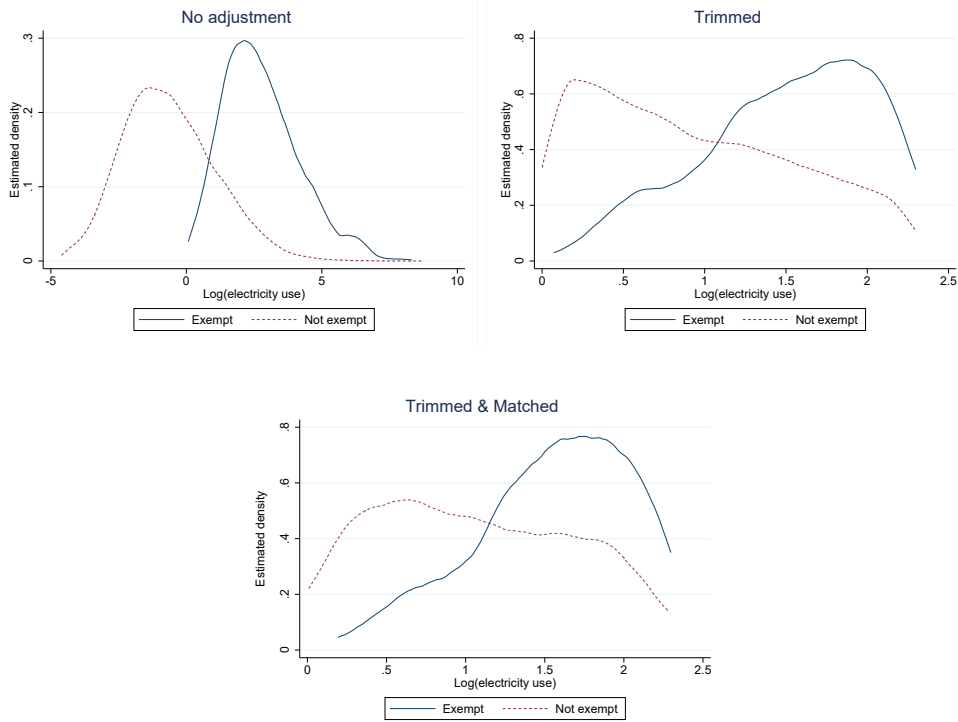 No adjustment
Estimated density
0 .1 .2 .3
-5 0 5 10
Log(electricity use)
Exempt Not exempt
Trimmed
Estimated density
0 .2 .4 .6 .8
0 .5 1 1.5 2 2.5
Log(electricity use)
Exempt Not exempt
Trimmed & Matched
Estimated density
0 .2 .4 .6 .8
0 .5 1 1.5 2 2.5
Log(electricity use)
Exempt Not exempt